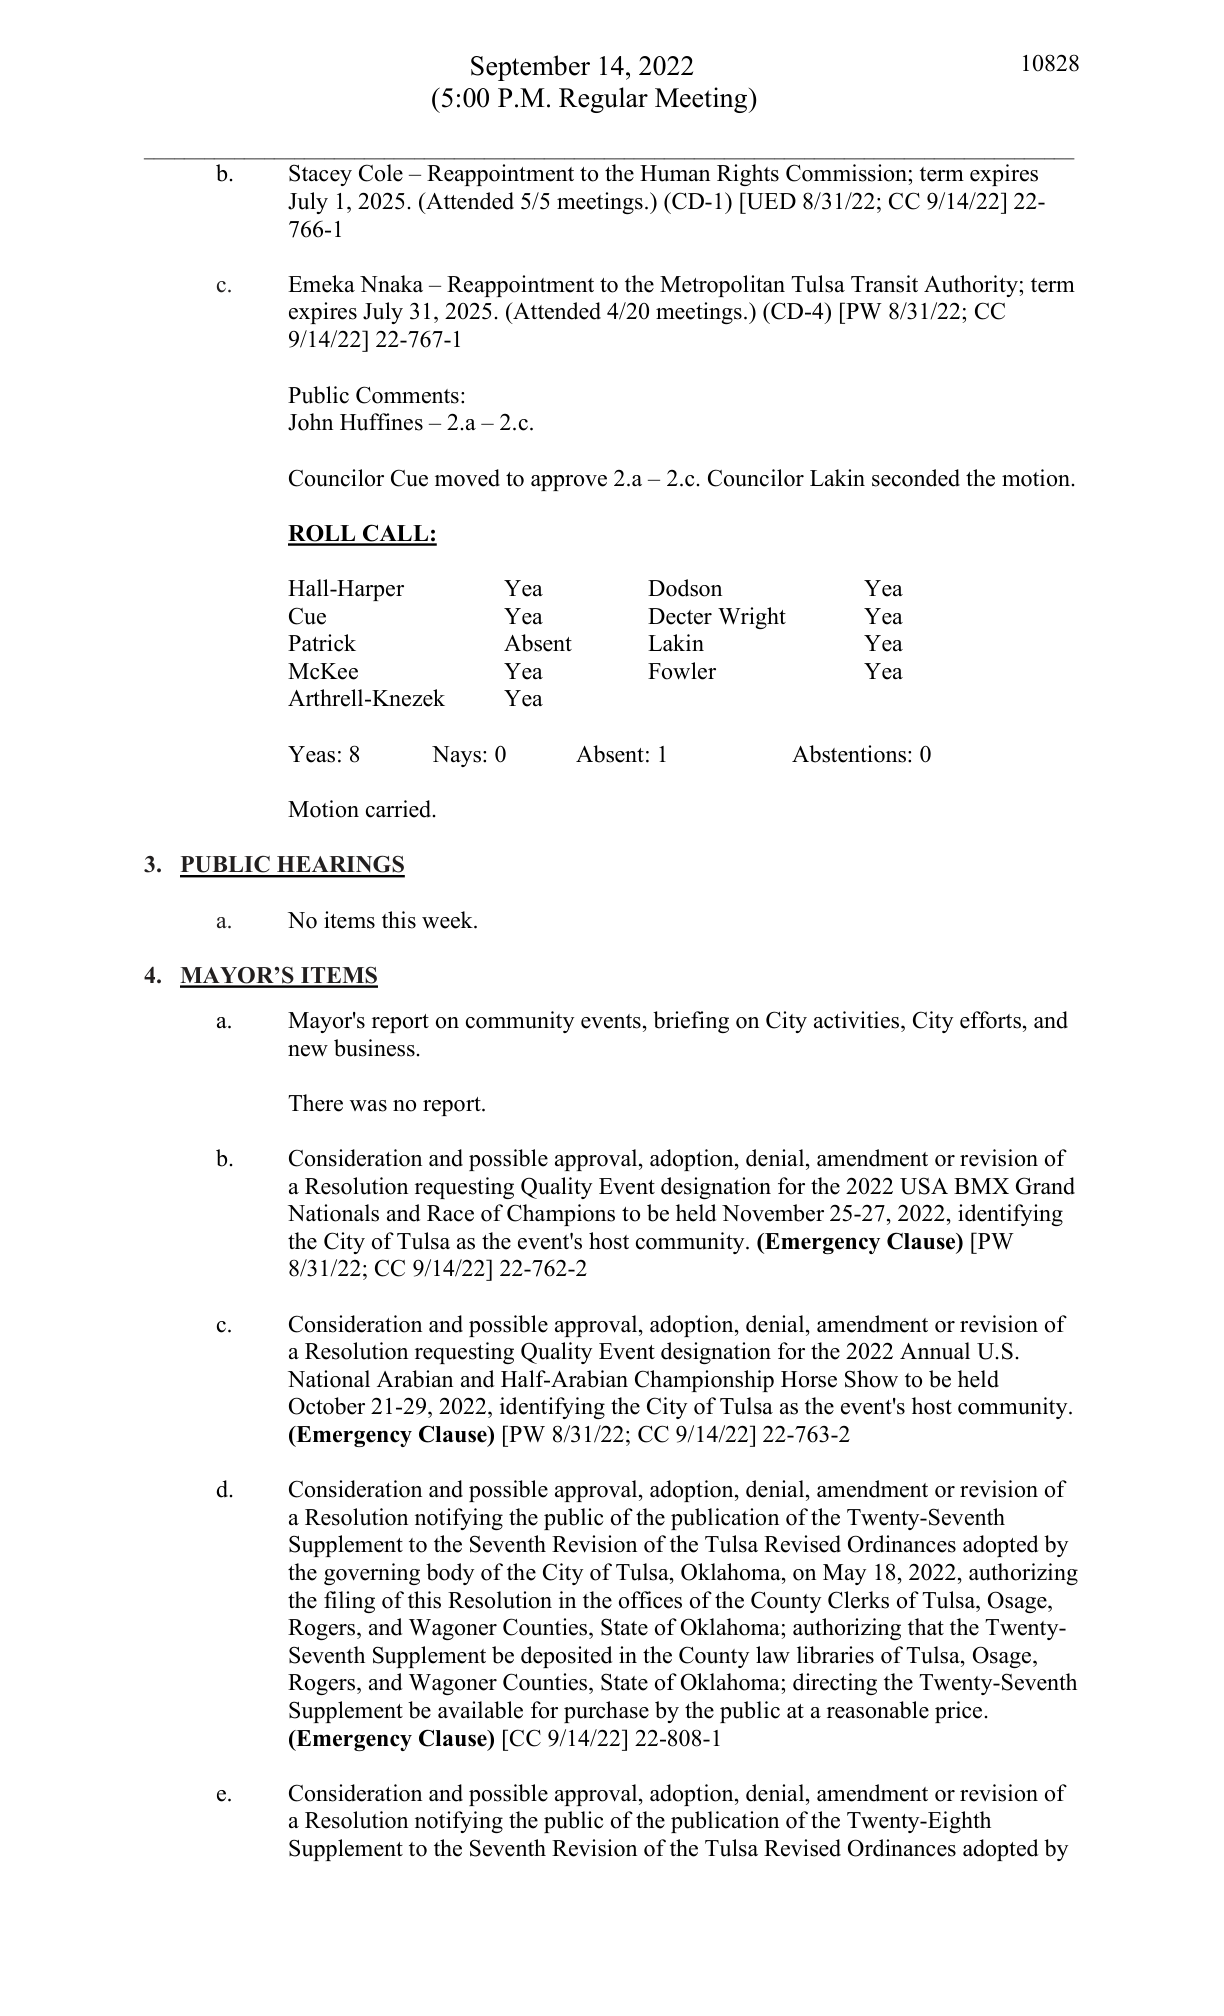 September 14, 2022
10828
(5:00 P.M. Regular Meeting)
b. Stacey Cole – Reappointment to the Human Rights Commission; term expires
July 1, 2025. (Attended 5/5 meetings.) (CD-1) [UED 8/31/22; CC 9/14/22] 22-
766-1
c. Emeka Nnaka – Reappointment to the Metropolitan Tulsa Transit Authority; term
expires July 31, 2025. (Attended 4/20 meetings.) (CD-4) [PW 8/31/22; CC
9/14/22] 22-767-1
Public Comments:
John Huffines – 2.a – 2.c.
Councilor Cue moved to approve 2.a – 2.c. Councilor Lakin seconded the motion.
ROLL CALL:
Hall-Harper Yea Dodson Yea
Cue Yea Decter Wright Yea
Patrick Absent Lakin Yea
McKee Yea Fowler Yea
Arthrell-Knezek Yea
Yeas: 8 Nays: 0 Absent: 1 Abstentions: 0
Motion carried.
3. PUBLIC HEARINGS
a. No items this week.
4. MAYOR’S ITEMS
a. Mayor's report on community events, briefing on City activities, City efforts, and
new business.
There was no report.
b. Consideration and possible approval, adoption, denial, amendment or revision of
a Resolution requesting Quality Event designation for the 2022 USA BMX Grand
Nationals and Race of Champions to be held November 25-27, 2022, identifying
the City of Tulsa as the event's host community. (Emergency Clause) [PW
8/31/22; CC 9/14/22] 22-762-2
c. Consideration and possible approval, adoption, denial, amendment or revision of
a Resolution requesting Quality Event designation for the 2022 Annual U.S.
National Arabian and Half-Arabian Championship Horse Show to be held
October 21-29, 2022, identifying the City of Tulsa as the event's host community.
(Emergency Clause) [PW 8/31/22; CC 9/14/22] 22-763-2
d. Consideration and possible approval, adoption, denial, amendment or revision of
a Resolution notifying the public of the publication of the Twenty-Seventh
Supplement to the Seventh Revision of the Tulsa Revised Ordinances adopted by
the governing body of the City of Tulsa, Oklahoma, on May 18, 2022, authorizing
the filing of this Resolution in the offices of the County Clerks of Tulsa, Osage,
Rogers, and Wagoner Counties, State of Oklahoma; authorizing that the Twenty-
Seventh Supplement be deposited in the County law libraries of Tulsa, Osage,
Rogers, and Wagoner Counties, State of Oklahoma; directing the Twenty-Seventh
Supplement be available for purchase by the public at a reasonable price.
(Emergency Clause) [CC 9/14/22] 22-808-1
e. Consideration and possible approval, adoption, denial, amendment or revision of
a Resolution notifying the public of the publication of the Twenty-Eighth
Supplement to the Seventh Revision of the Tulsa Revised Ordinances adopted by